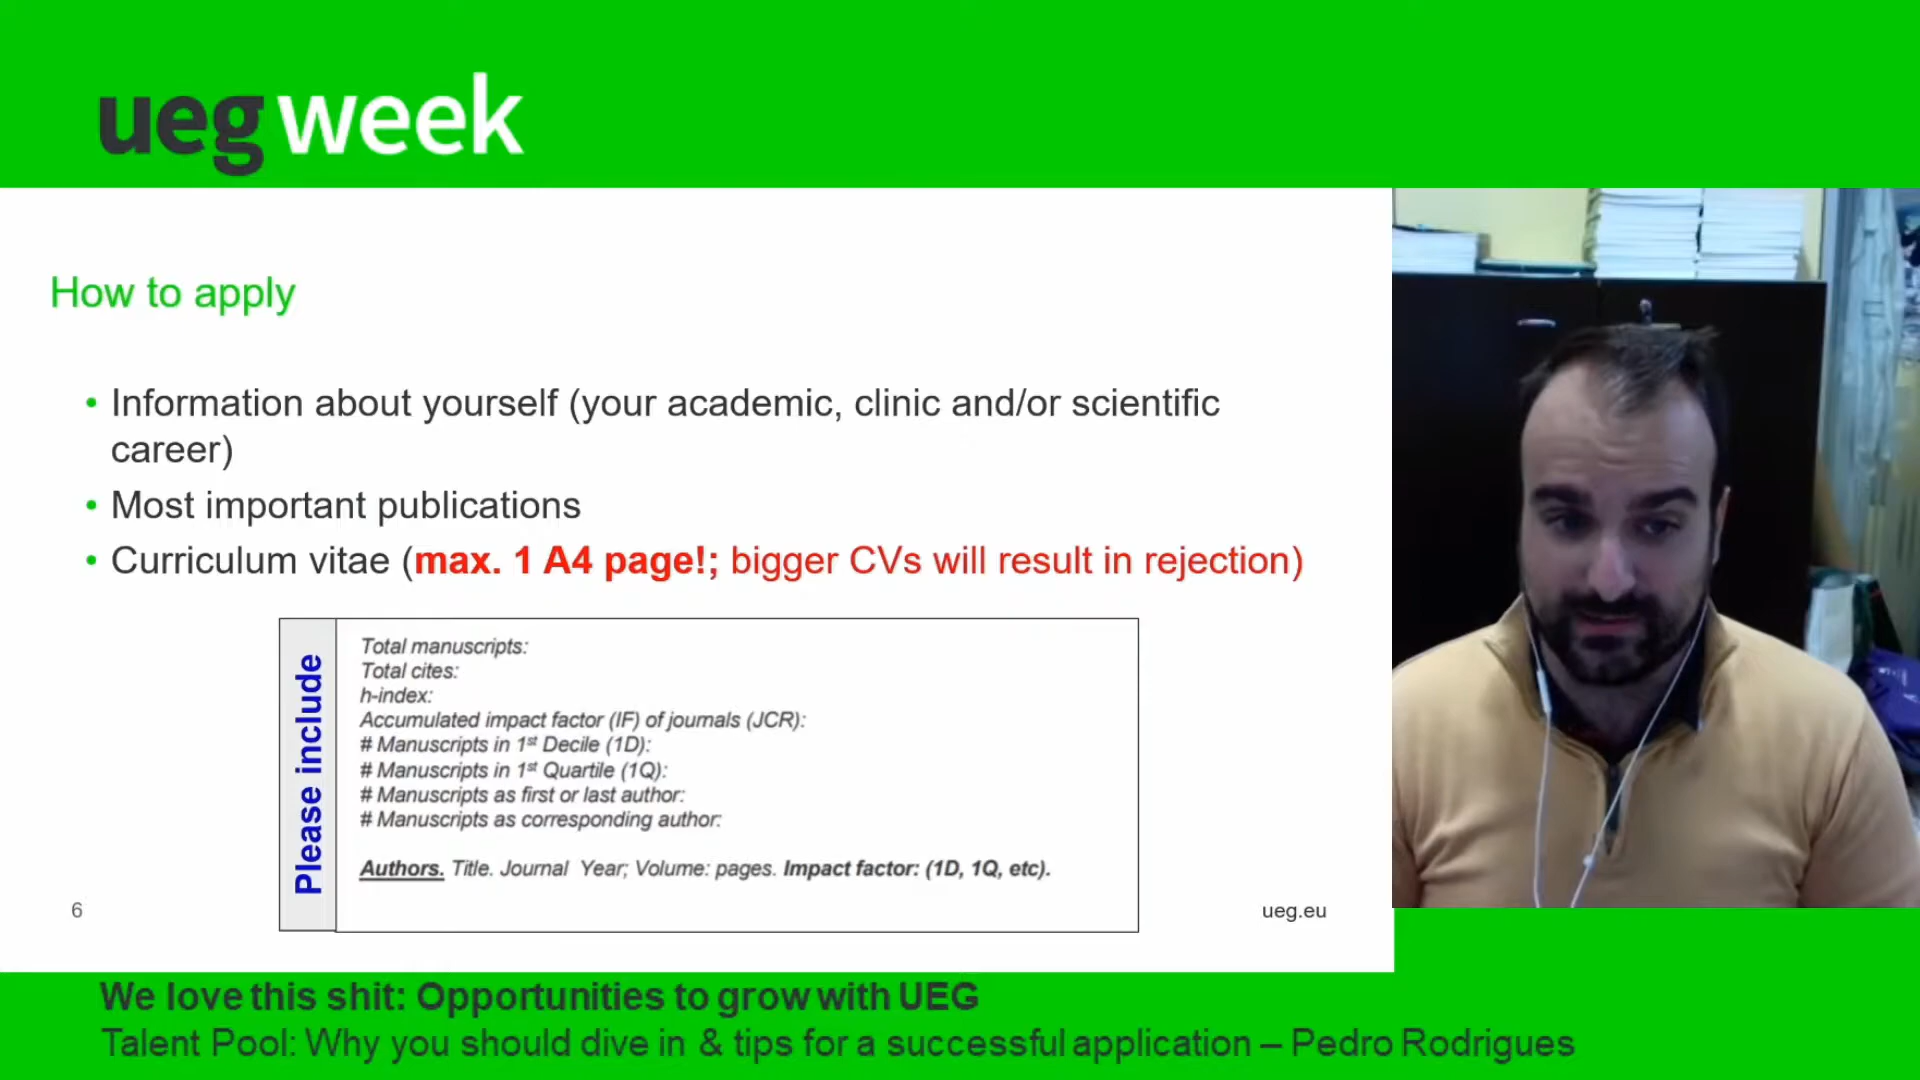 ueg week
How to apply
• Information about yourself (your academic, clinic and/or scientific
career)
• Most important publications
• Curriculum vitae (max. 1 A4 page!; bigger CVs will result in rejection)
Please include
Total manuscripts:
Total cites:
h-index:
Accumulated impact factor (IF) of journals (JCR):
# Manuscripts in 1st Decile (1D):
# Manuscripts in 1st Quartile (1Q):
# Manuscripts as first or last author:
# Manuscripts as corresponding author:
Authors. Title. Journal Year; Volume: pages. Impact factor: (1D, 1Q, etc).
6
ueg.eu
We love this shit: Opportunities to grow with UEG
Talent Pool: Why you should dive in & tips for a successful application – Pedro Rodrigues